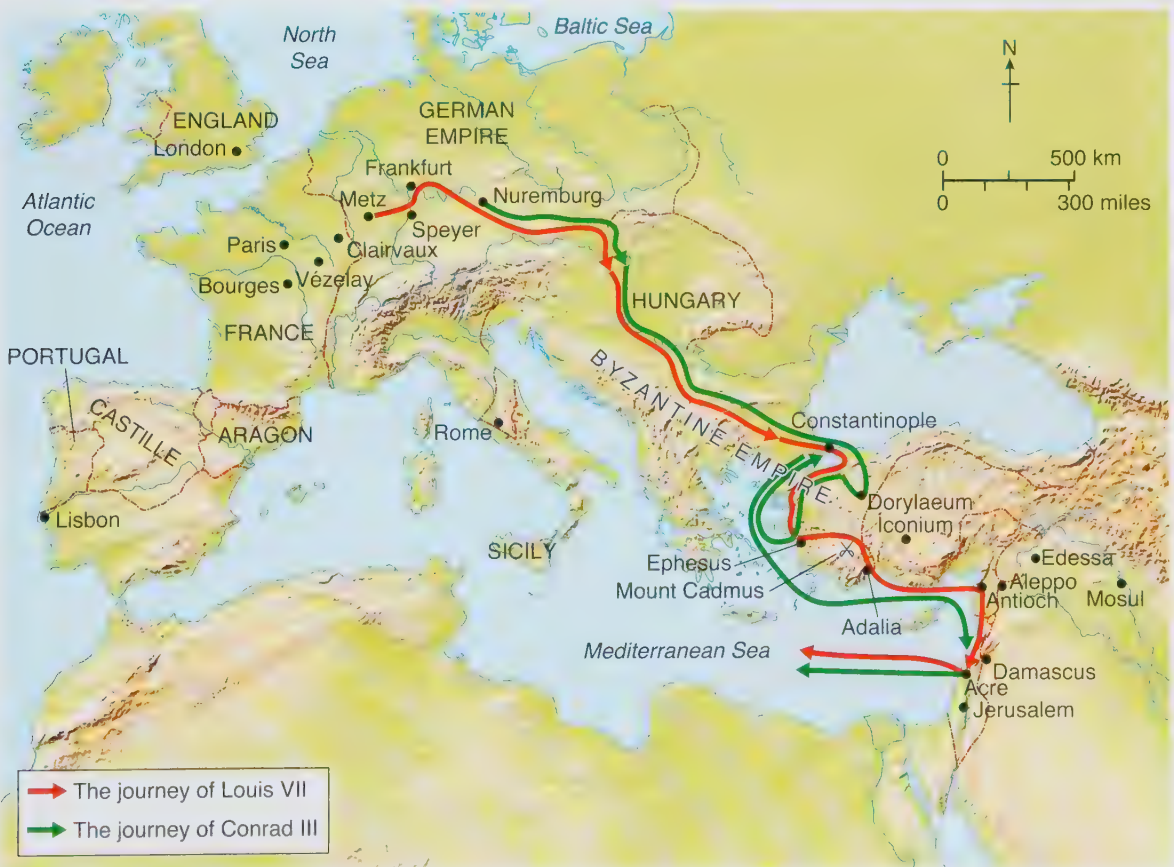 North
Sea
Baltic Sea
N
ENGLAND
London
GERMAN
EMPIRE
0 500 km
0 300 miles
Frankfurt
Metz
Nuremburg
Speyer
Atlantic
Ocean
Paris
Clairvaux
Bourges
Vézelay
HUNGARY
FRANCE
PORTUGAL
CASTILLE
ARAGON
Rome
BYZANTINE EMPIRE
Constantinople
Lisbon
Dorylaeum
Iconium
SICILY
Ephesus
Mount Cadmus
Edessa
Aleppo
Antioch
Mosul
Adalia
Mediterranean Sea
Damascus
Acre
Jerusalem
The journey of Louis VII
The journey of Conrad III